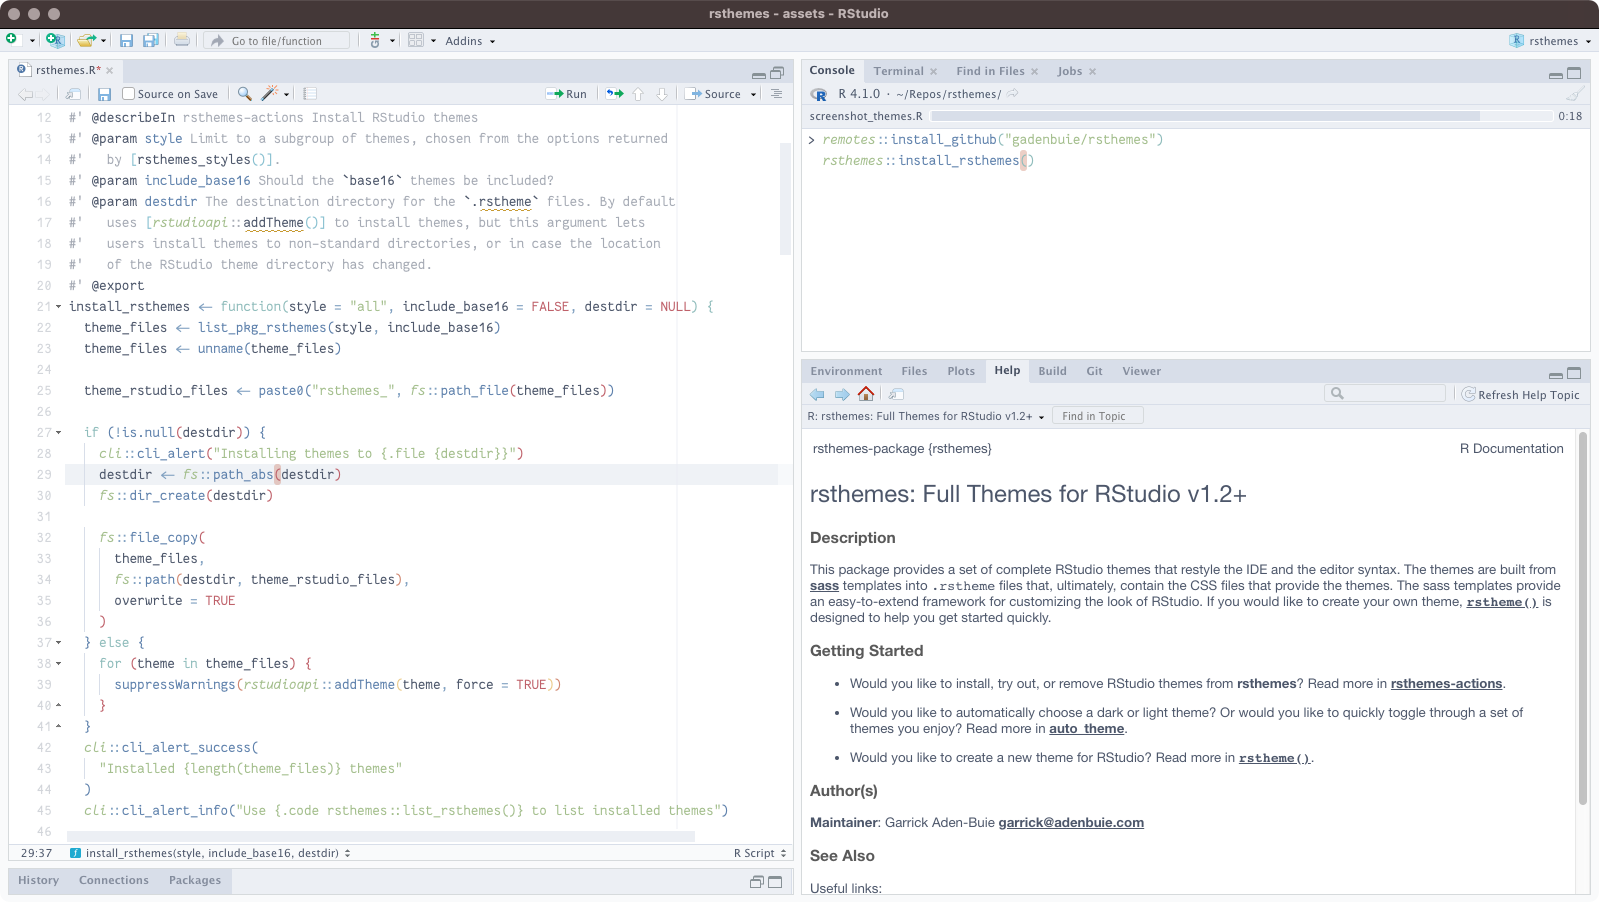 rsthemes - assets - RStudio
Go to file/function
Addins
rsthemes
rsthemes.R*
Source on Save
Run
Source
12 #' @describeIn rsthemes-actions Install RStudio themes
13 #' @param style Limit to a subgroup of themes, chosen from the options returned
14 #'   by [rsthemes_styles()].
15 #' @param include_base16 Should the `base16` themes be included?
16 #' @param destdir The destination directory for the `.rstheme` files. By default
17 #'   uses [rstudioapi::addTheme()] to install themes, but this argument lets
18 #'   users install themes to non-standard directories, or in case the location
19 #'   of the RStudio theme directory has changed.
20 #' @export
21 install_rsthemes <- function(style = "all", include_base16 = FALSE, destdir = NULL) {
22   theme_files <- list_pkg_rsthemes(style, include_base16)
23   theme_files <- unname(theme_files)
24
25   theme_rstudio_files <- paste0("rsthemes_", fs::path_file(theme_files))
26
27   if (!is.null(destdir)) {
28     cli::cli_alert("Installing themes to {.file {destdir}}")
29     destdir <- fs::path_abs(destdir)
30     fs::dir_create(destdir)
31
32     fs::file_copy(
33       theme_files,
34       fs::path(destdir, theme_rstudio_files),
35       overwrite = TRUE
36     )
37   } else {
38     for (theme in theme_files) {
39       suppressWarnings(rstudioapi::addTheme(theme, force = TRUE))
40     }
41   }
42   cli::cli_alert_success(
43     "Installed {length(theme_files)} themes"
44   )
45   cli::cli_alert_info("Use {.code rsthemes::list_rsthemes()} to list installed themes")
46
29:37 install_rsthemes(style, include_base16, destdir) R Script
History Connections Packages
Console Terminal Find in Files Jobs
R 4.1.0 · ~/Repos/rsthemes/
screenshot_themes.R 0:18
> remotes::install_github("gadenbuie/rsthemes")
rsthemes::install_rsthemes()
Environment Files Plots Help Build Git Viewer
Refresh Help Topic
R: rsthemes: Full Themes for RStudio v1.2+ Find in Topic
rsthemes-package {rsthemes} R Documentation
rsthemes: Full Themes for RStudio v1.2+
Description
This package provides a set of complete RStudio themes that restyle the IDE and the editor syntax. The themes are built from
sass templates into .rstheme files that, ultimately, contain the CSS files that provide the themes. The sass templates provide
an easy-to-extend framework for customizing the look of RStudio. If you would like to create your own theme, rstheme() is
designed to help you get started quickly.
Getting Started
• Would you like to install, try out, or remove RStudio themes from rsthemes? Read more in rsthemes-actions.
• Would you like to automatically choose a dark or light theme? Or would you like to quickly toggle through a set of
themes you enjoy? Read more in auto_theme.
• Would you like to create a new theme for RStudio? Read more in rstheme().
Author(s)
Maintainer: Garrick Aden-Buie garrick@adenbuie.com
See Also
Useful links: